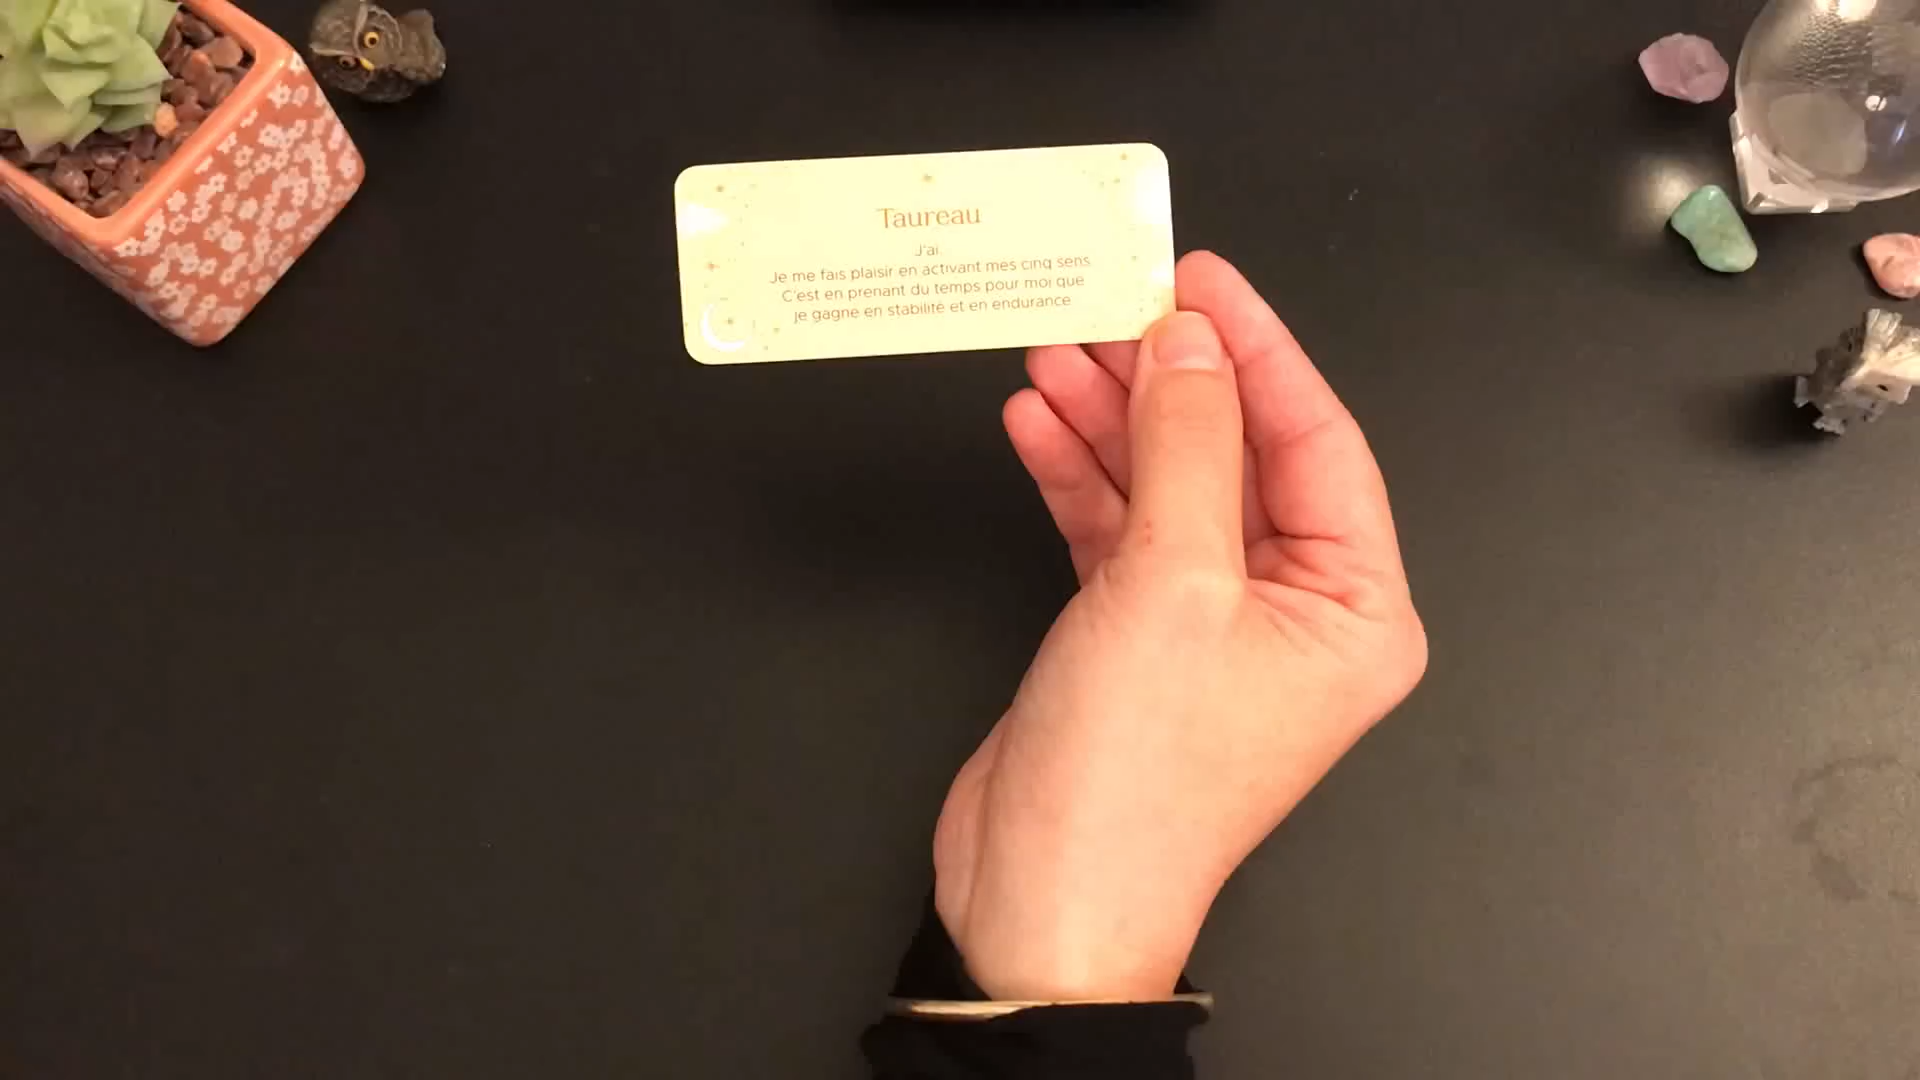 Taureau
J'ai.
Je me fais plaisir en activant mes cinq sens.
C'est en prenant du temps pour moi que
je gagne en stabilité et en endurance.